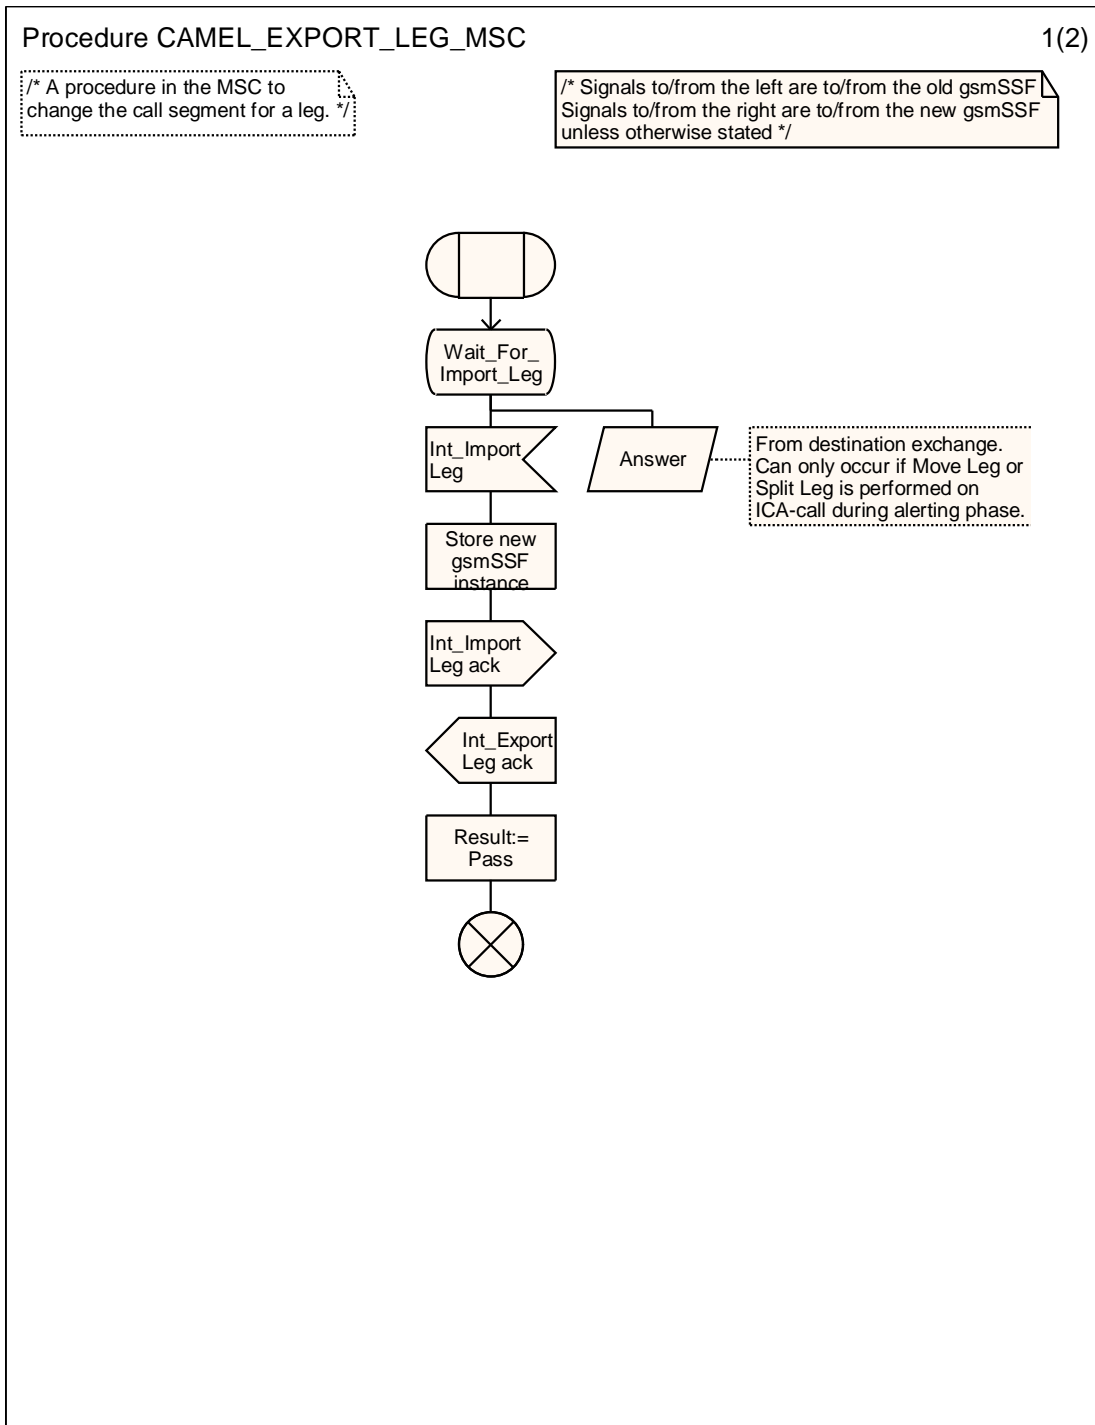 Procedure CAMEL_EXPORT_LEG_MSC
1(2)
/* A procedure in the MSC to
change the call segment for a leg. */
/* Signals to/from the left are to/from the old gsmSSF
Signals to/from the right are to/from the new gsmSSF
unless otherwise stated */
Wait_For_
Import_Leg
Int_Import
Leg
Answer
From destination exchange.
Can only occur if Move Leg or
Split Leg is performed on
ICA-call during alerting phase.
Store new
gsmSSF
instance
Int_Import
Leg ack
Int_Export
Leg ack
Result:=
Pass